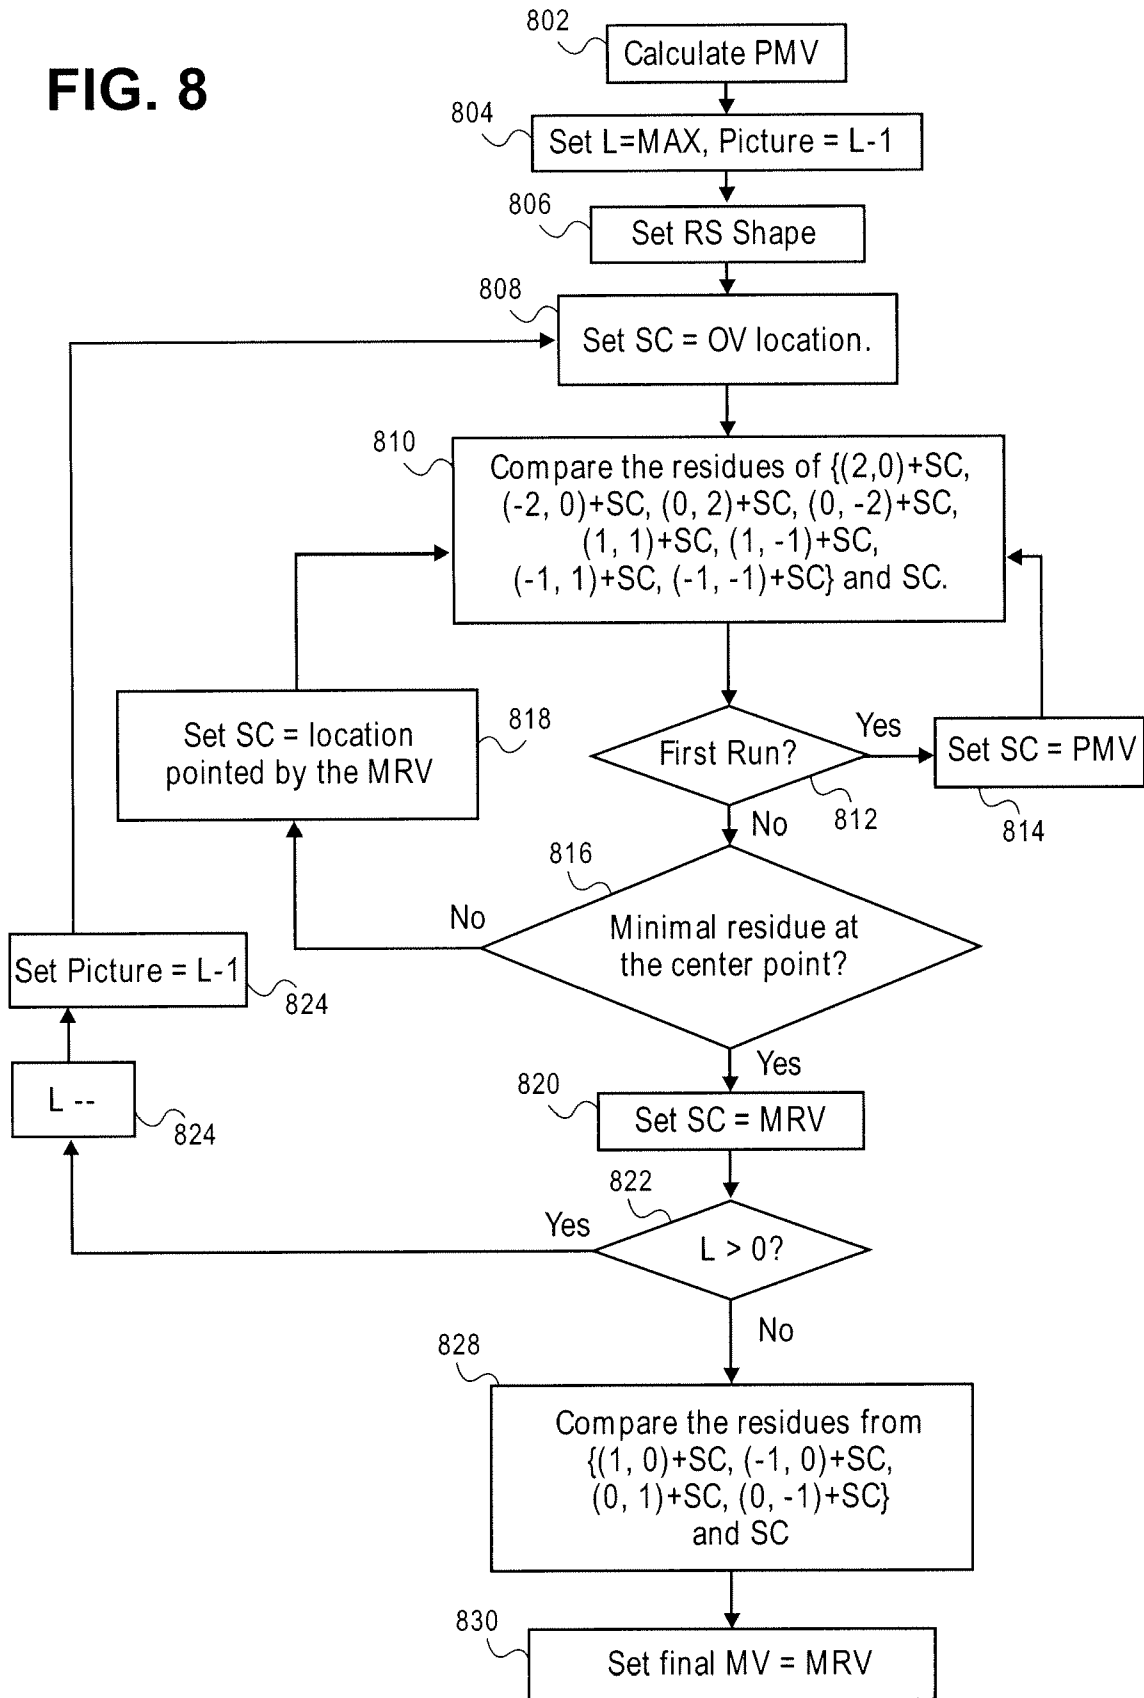 FIG. 8
802
Calculate PMV
804
Set L=MAX, Picture = L-1
806
Set RS Shape
808
Set SC = OV location.
810
Compare the residues of {(2,0)+SC,
(-2, 0)+SC, (0, 2)+SC, (0, -2)+SC,
(1, 1)+SC, (1, -1)+SC,
(-1, 1)+SC, (-1, -1)+SC} and SC.
Set SC = location
pointed by the MRV
818
First Run?
812
Yes
Set SC = PMV
814
No
816
Minimal residue at
the center point?
No
Set Picture = L-1
824
Yes
L --
824
820
Set SC = MRV
822
Yes
L > 0?
No
828
Compare the residues from
{(1, 0)+SC, (-1, 0)+SC,
(0, 1)+SC, (0, -1)+SC}
and SC
830
Set final MV = MRV